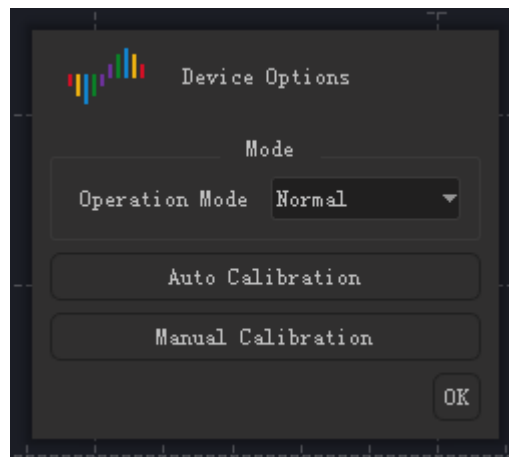 Device Options
Mode
Operation Mode Normal
Auto Calibration
Manual Calibration
OK